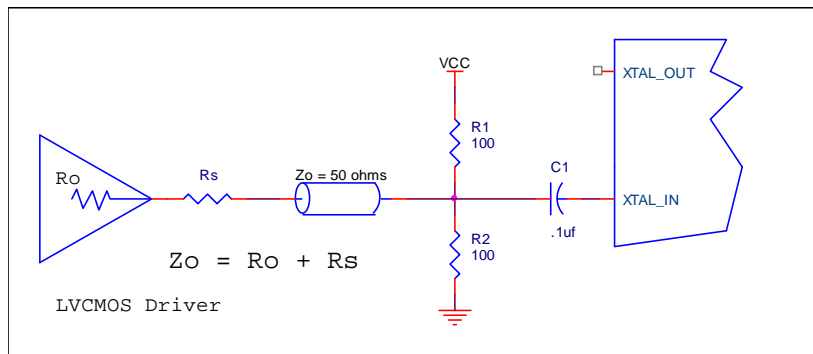 VCC
XTAL_OUT
R1
100
Ro
Rs
Zo = 50 ohms
C1
XTAL_IN
.1uf
R2
100
Zo = Ro + Rs
LVCMOS Driver